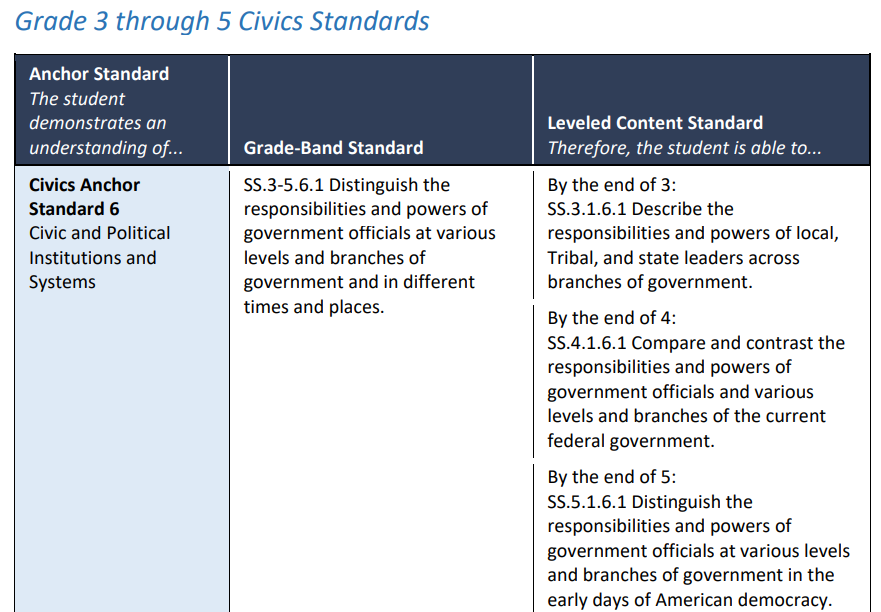 Grade 3 through 5 Civics Standards
Anchor Standard
The student
demonstrates an
understanding of...
Grade-Band Standard
Leveled Content Standard
Therefore, the student is able to...
Civics Anchor
Standard 6
Civic and Political
Institutions and
Systems
SS.3-5.6.1 Distinguish the
responsibilities and powers of
government officials at various
levels and branches of
government and in different
times and places.
By the end of 3:
SS.3.1.6.1 Describe the
responsibilities and powers of local,
Tribal, and state leaders across
branches of government.
By the end of 4:
SS.4.1.6.1 Compare and contrast the
responsibilities and powers of
government officials and various
levels and branches of the current
federal government.
By the end of 5:
SS.5.1.6.1 Distinguish the
responsibilities and powers of
government officials at various levels
and branches of government in the
early days of American democracy.